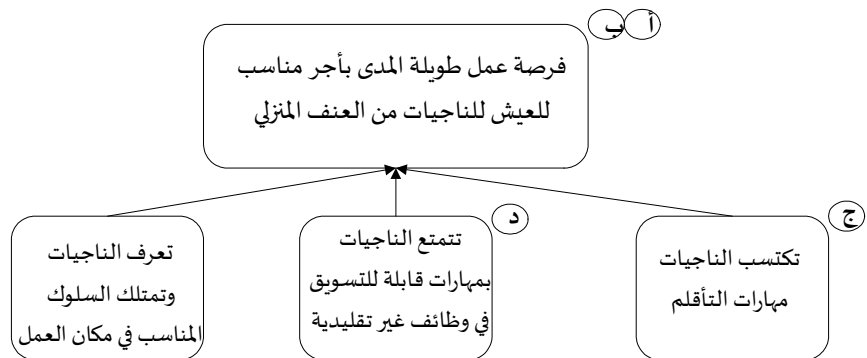 أ ب
فرصة عمل طويلة المدى بأجر مناسب
للعيش للناجيات من العنف المنزلي
ج
تكتسب الناجيات
مهارات التأقلم
د
تتمتع الناجيات
بمهارات قابلة للتسويق
في وظائف غير تقليدية
تعرف الناجيات
وتمتلك السلوك
المناسب في مكان العمل